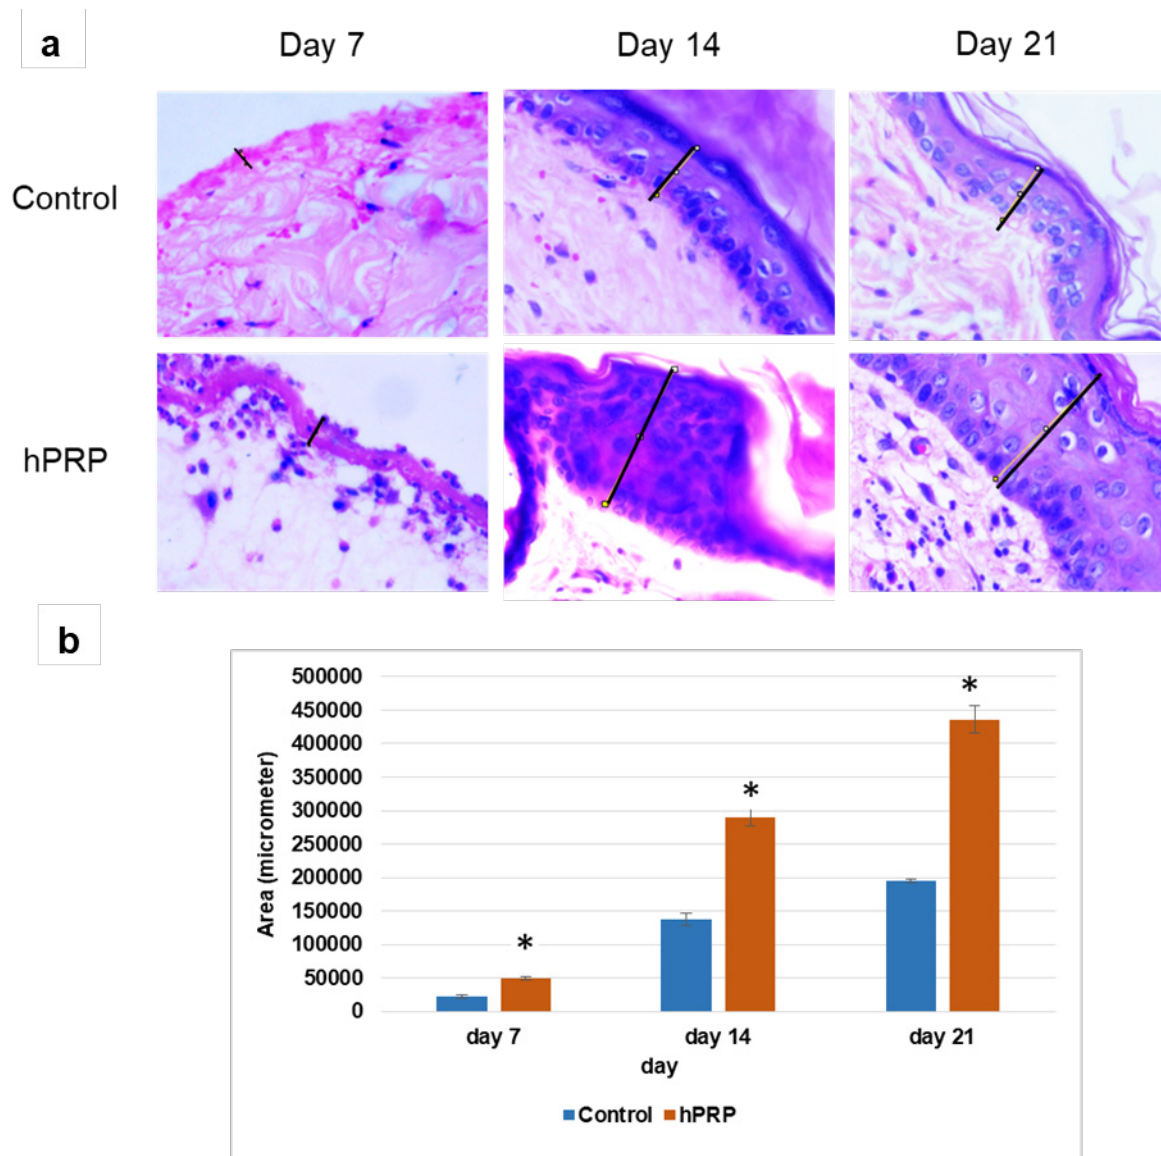 a
Day 7 Day 14 Day 21
Control
hPRP
b
500000
450000
400000
350000
300000
250000
200000
150000
100000
50000
0
Area (micrometer)
*
*
*
day 7 day 14 day 21
day
Control hPRP